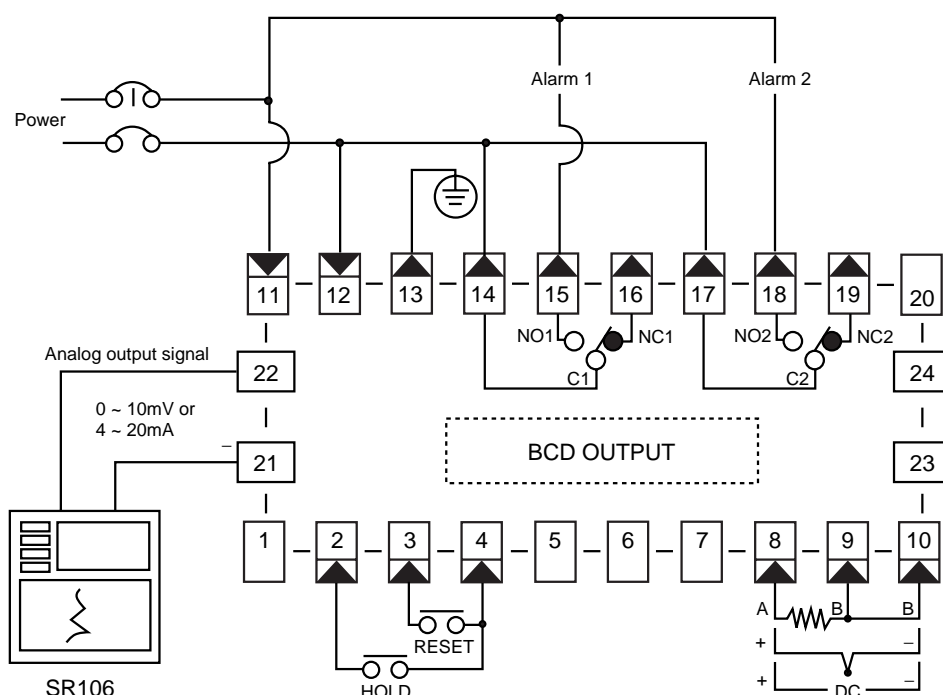 Alarm 1
Alarm 2
Power
11
12
13
14
15
16
17
18
19
20
NO1
NC1
NO2
NC2
C1
C2
Analog output signal
22
24
0 ~ 10mV or
4 ~ 20mA
–
21
BCD OUTPUT
23
1
2
3
4
5
6
7
8
9
10
A
B
B
RESET
+
–
HOLD
+
DC
–
SR106